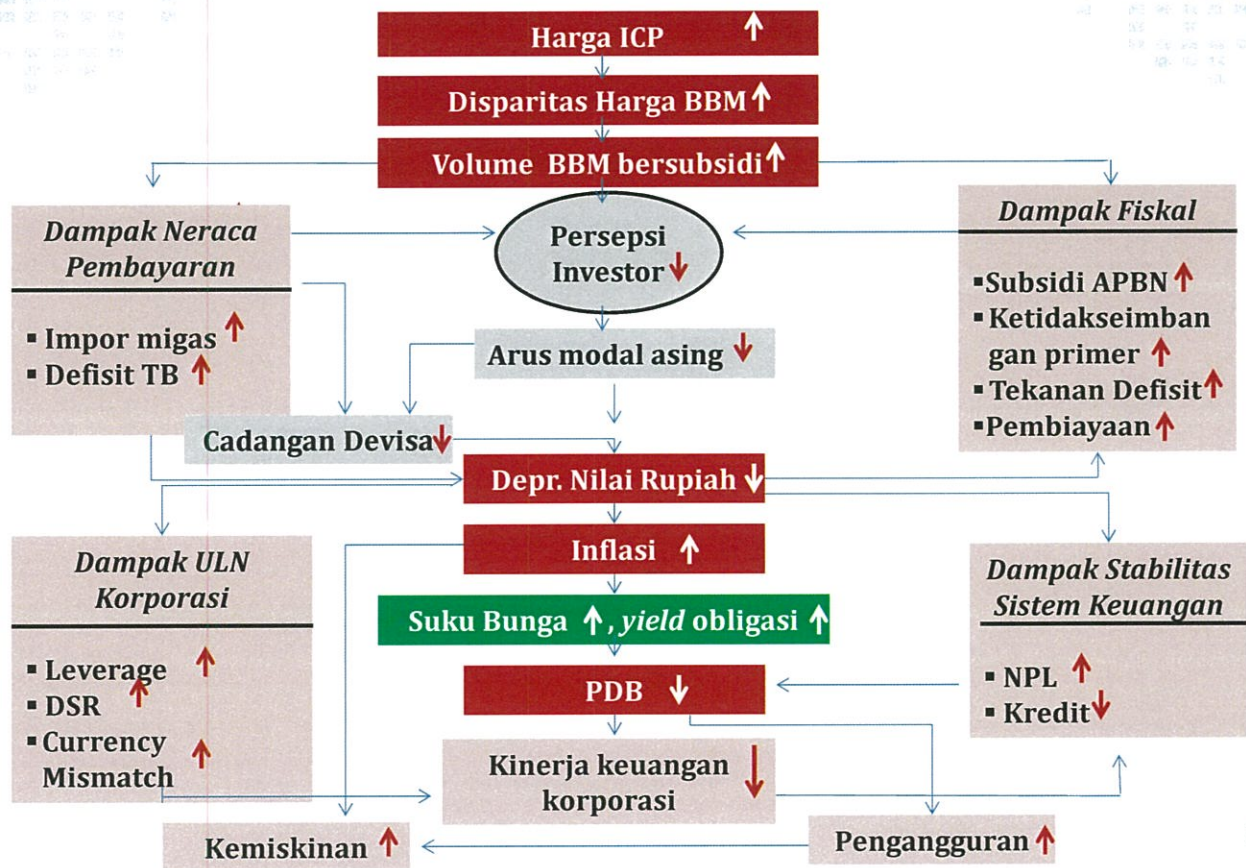 Harga ICP ↑
Disparitas Harga BBM ↑
Volume BBM bersubsidi ↑
Dampak Neraca
Pembayaran
▪ Impor migas ↑
▪ Defisit TB ↑
Persepsi
Investor ↓
Dampak Fiskal
▪Subsidi APBN ↑
▪Ketidakseimban
gan primer ↑
▪Tekanan Defisit ↑
▪Pembiayaan ↑
Arus modal asing ↓
Cadangan Devisa ↓
Depr. Nilai Rupiah ↓
Inflasi ↑
Dampak ULN
Korporasi
▪ Leverage ↑
▪ DSR ↑
▪ Currency
Mismatch ↑
Suku Bunga ↑, yield obligasi ↑
Dampak Stabilitas
Sistem Keuangan
▪ NPL ↑
▪ Kredit ↓
PDB ↓
Kinerja keuangan
korporasi ↓
Kemiskinan ↑
Pengangguran ↑